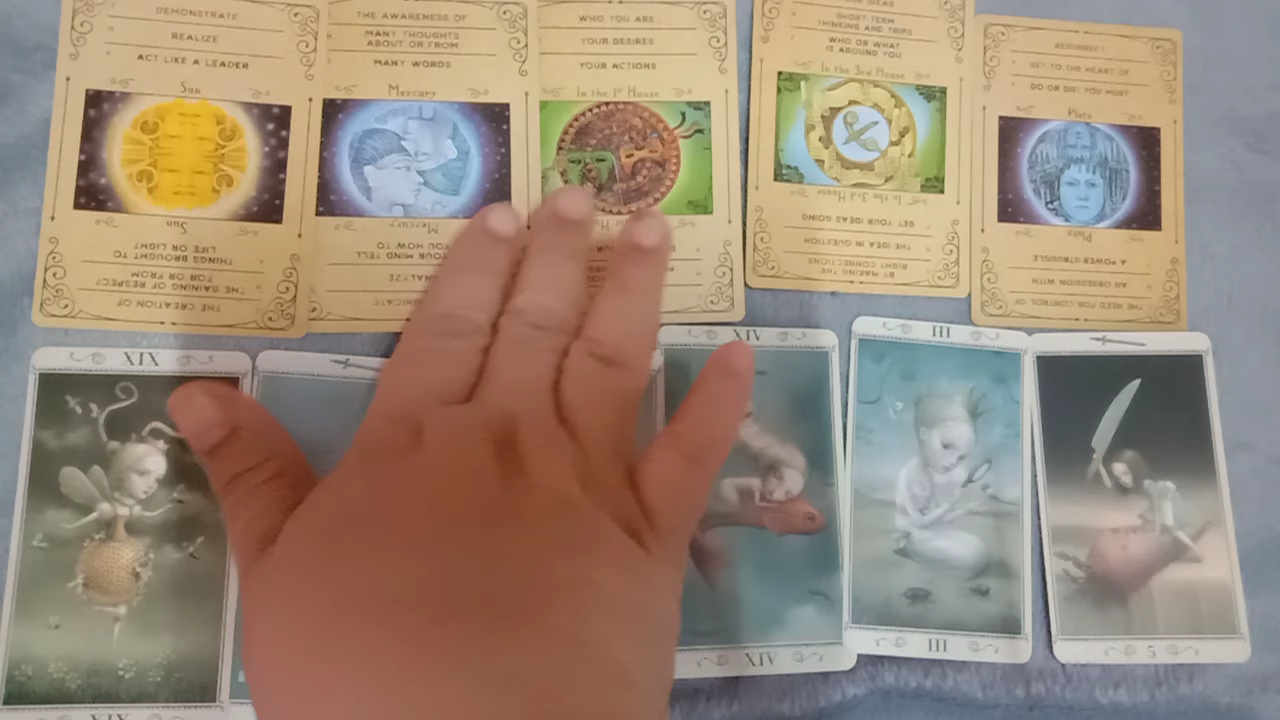 DEMONSTRATE
REALIZE
ACT LIKE A LEADER
Sun
Sun
THINGS BROUGHT TO
LIFE OR LIGHT
THE GAINING OF RESPECT
FOR OR FROM
THE CREATION OF
THE AWARENESS OF
MANY THOUGHTS
ABOUT OR FROM
MANY WORDS
Mercury
Mercury
YOUR MIND TELL
YOU HOW TO
WHO YOU ARE
YOUR DESIRES
YOUR ACTIONS
In the 1st House
IDEAS
SHORT TERM
THINKING AND TRIPS
WHO OR WHAT
IS AROUND YOU
In the 3rd House
In the 3rd House
GET YOUR IDEAS GOING
THE IDEA IN QUESTION
BY MAKING THE
RIGHT CONNECTIONS
RESURRECT
GET TO THE HEART OF
DO OR DIE: YOU MUST
Pluto
Pluto
A POWER STRUGGLE
AN OBSESSION WITH
THE NEED FOR CONTROL OF
XIX
XIX
XIV
XIV
III
III
5